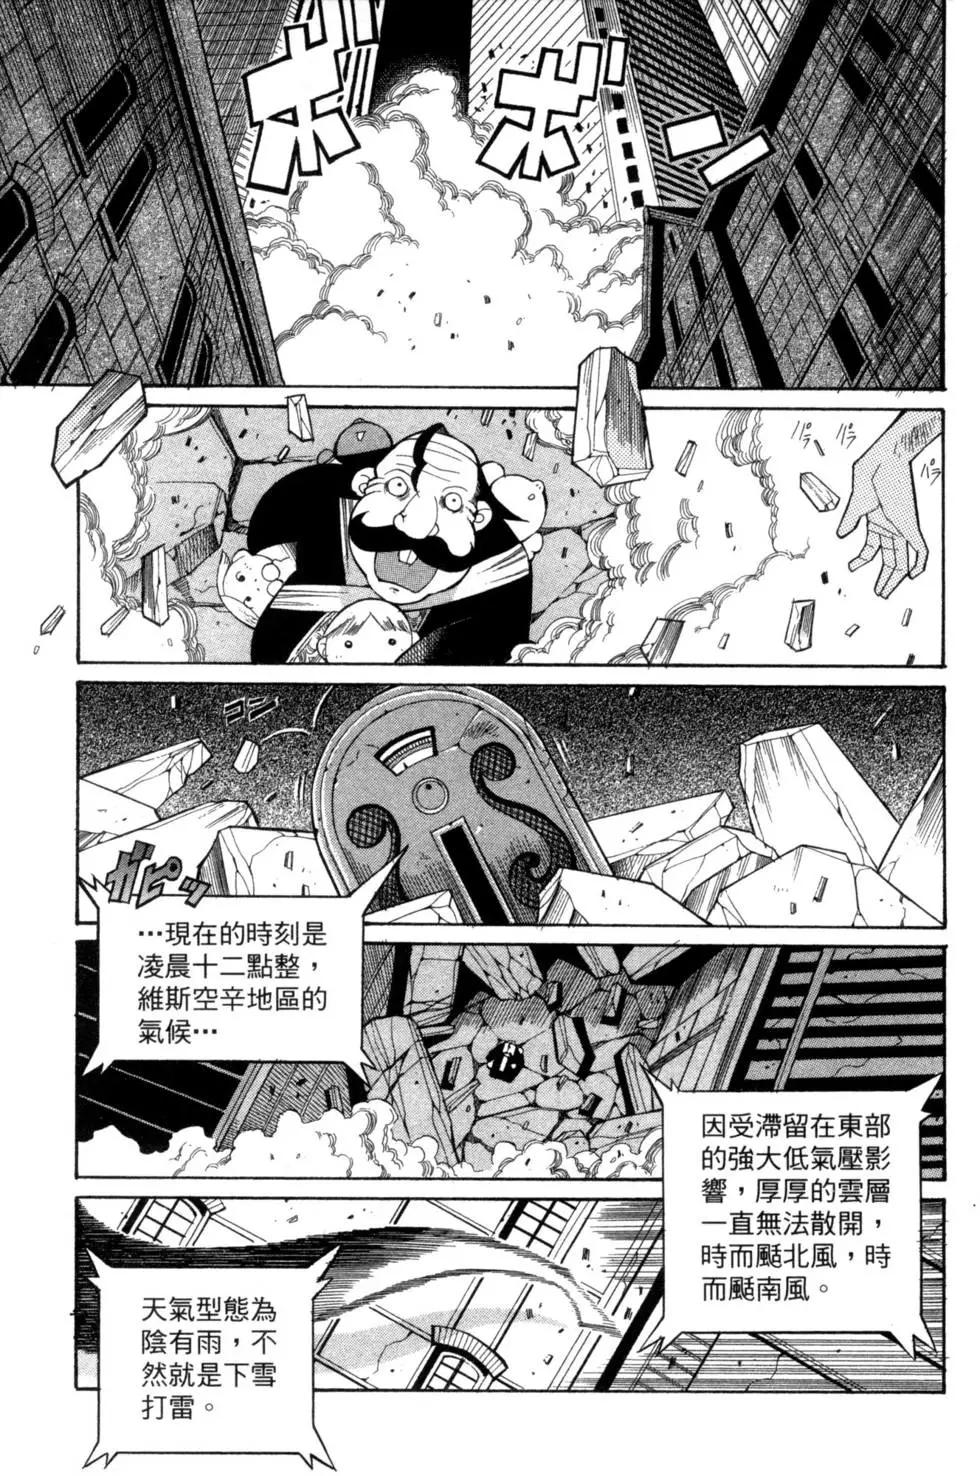 ボボン
パラ
パラ
パラ
コン
ガピッ
…現在的時刻是
凌晨十二點整，
維斯空辛地區的
氣候…
因受滯留在東部
的強大低氣壓影
響，厚厚的雲層
一直無法散開，
時而颳北風，時
而颳南風。
天氣型態為
陰有雨，不
然就是下雪
打雷。